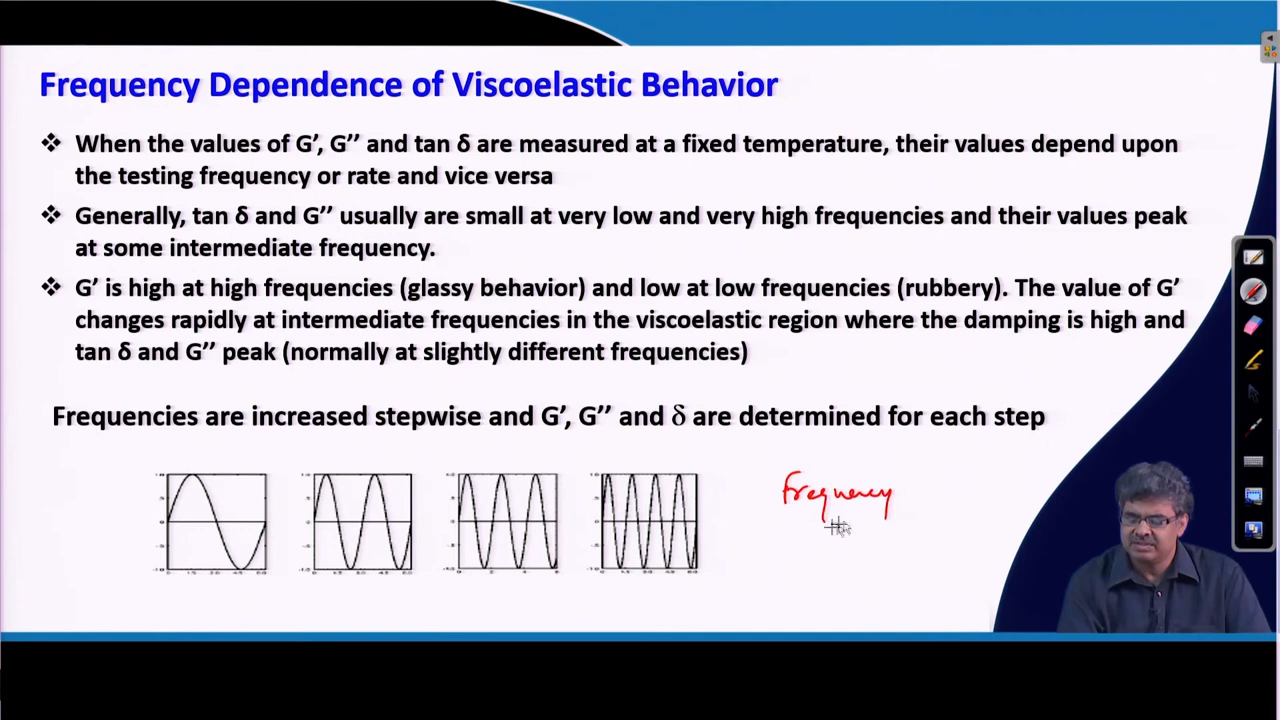 Frequency Dependence of Viscoelastic Behavior
❖ When the values of G’, G’’ and tan δ are measured at a fixed temperature, their values depend upon
the testing frequency or rate and vice versa
❖ Generally, tan δ and G’’ usually are small at very low and very high frequencies and their values peak
at some intermediate frequency.
❖ G’ is high at high frequencies (glassy behavior) and low at low frequencies (rubbery). The value of G’
changes rapidly at intermediate frequencies in the viscoelastic region where the damping is high and
tan δ and G’’ peak (normally at slightly different frequencies)
Frequencies are increased stepwise and G’, G’’ and δ are determined for each step
frequency